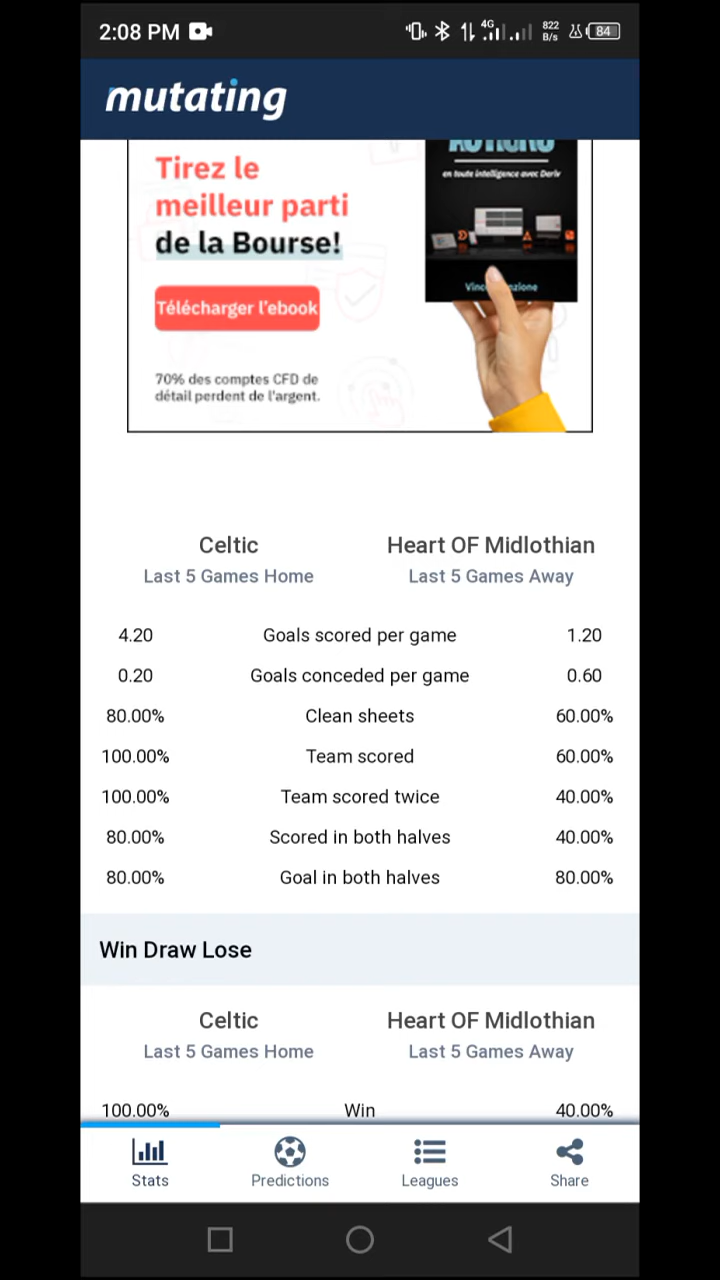 2:08 PM
4G
822
B/s
84
mutating
Tirez le
meilleur parti
de la Bourse!
en toute intelligence avec Deriv
Télécharger l'ebook
70% des comptes CFD de
détail perdent de l'argent.
Celtic Heart OF Midlothian
Last 5 Games Home Last 5 Games Away
4.20 Goals scored per game 1.20
0.20 Goals conceded per game 0.60
80.00% Clean sheets 60.00%
100.00% Team scored 60.00%
100.00% Team scored twice 40.00%
80.00% Scored in both halves 40.00%
80.00% Goal in both halves 80.00%
Win Draw Lose
Celtic Heart OF Midlothian
Last 5 Games Home Last 5 Games Away
100.00% Win 40.00%
Stats Predictions Leagues Share